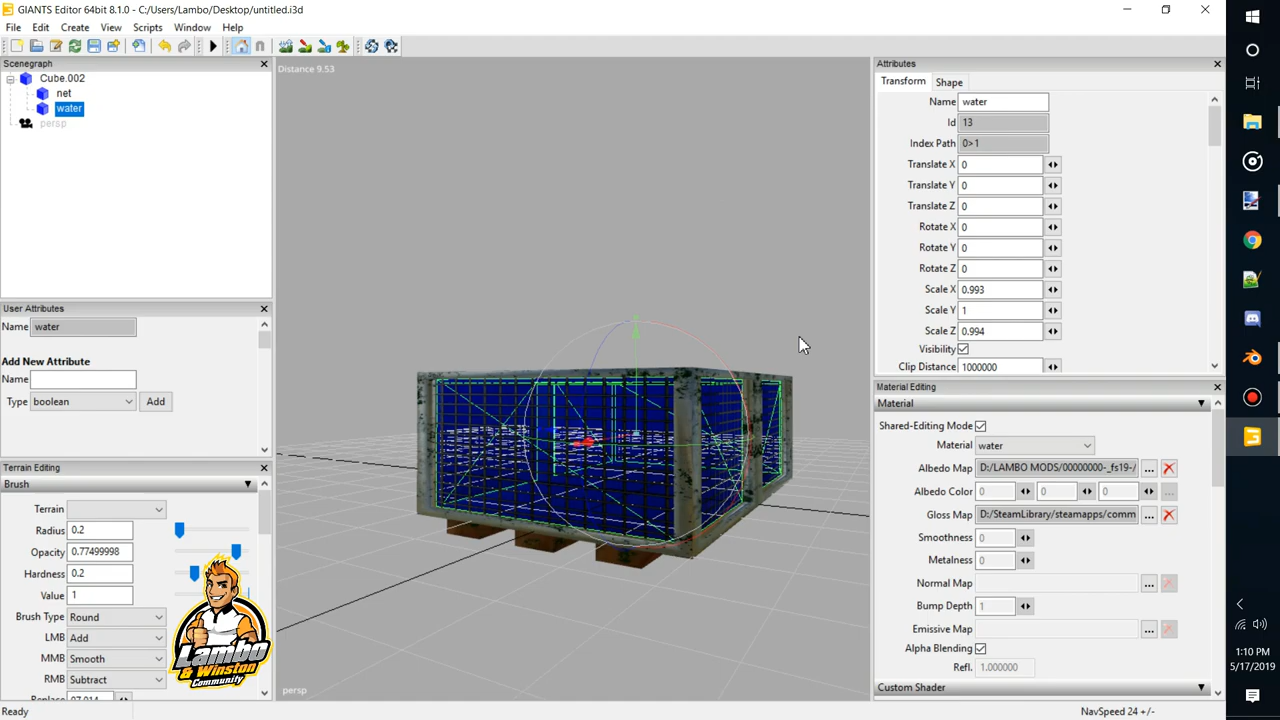 GIANTS Editor 64bit 8.1.0 - C:/Users/Lambo/Desktop/untitled.i3d
File Edit Create View Scripts Window Help
Scenegraph
Cube.002
net
water
persp
User Attributes
Name water
Add New Attribute
Name
Type boolean Add
Terrain Editing
Brush
Terrain
Radius 0.2
Opacity 0.77499998
Hardness 0.2
Value 1
Brush Type Round
LMB Add
MMB Smooth
RMB Subtract
Ready
Lambo
& Winston
Community
Distance 9.53
persp
Attributes
Transform Shape
Name water
Id 13
Index Path 0>1
Translate X 0
Translate Y 0
Translate Z 0
Rotate X 0
Rotate Y 0
Rotate Z 0
Scale X 0.993
Scale Y 1
Scale Z 0.994
Visibility
Clip Distance 1000000
Material Editing
Material
Shared-Editing Mode
Material water
Albedo Map D:/LAMBO MODS/00000000-_fs19-/ ...
Albedo Color 0 0 0 ...
Gloss Map D:/SteamLibrary/steamapps/comm ...
Smoothness 0
Metalness 0
Normal Map ...
Bump Depth 1
Emissive Map ...
Alpha Blending
Refl. 1.000000
Custom Shader
NavSpeed 24 +/-
1:10 PM
5/17/2019